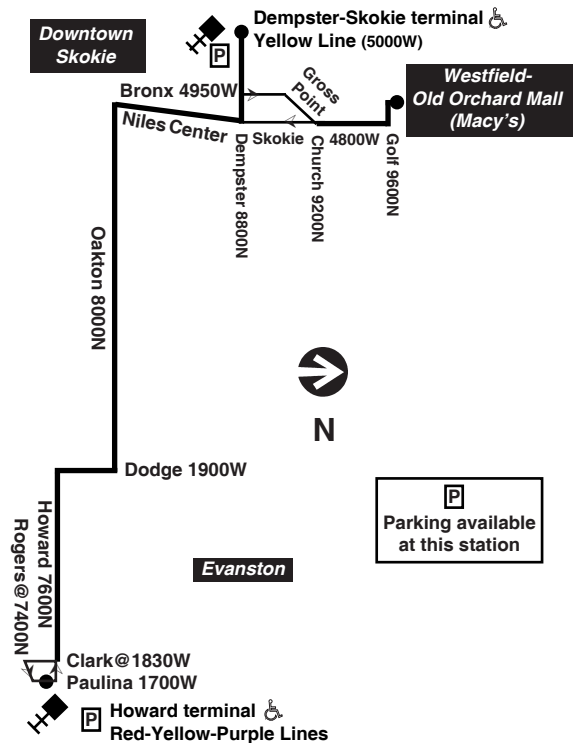 Downtown
Skokie
P
Dempster-Skokie terminal
Yellow Line (5000W)
Westfield-
Old Orchard Mall
(Macy's)
Bronx 4950W
Gross
Point
Niles Center
Skokie
4800W
Dempster 8800N
Church 9200N
Golf 9600N
Oakton 8000N
N
Dodge 1900W
P
Parking available
at this station
Howard 7600N
Rogers@7400N
Evanston
Clark@1830W
Paulina 1700W
P
Howard terminal
Red-Yellow-Purple Lines